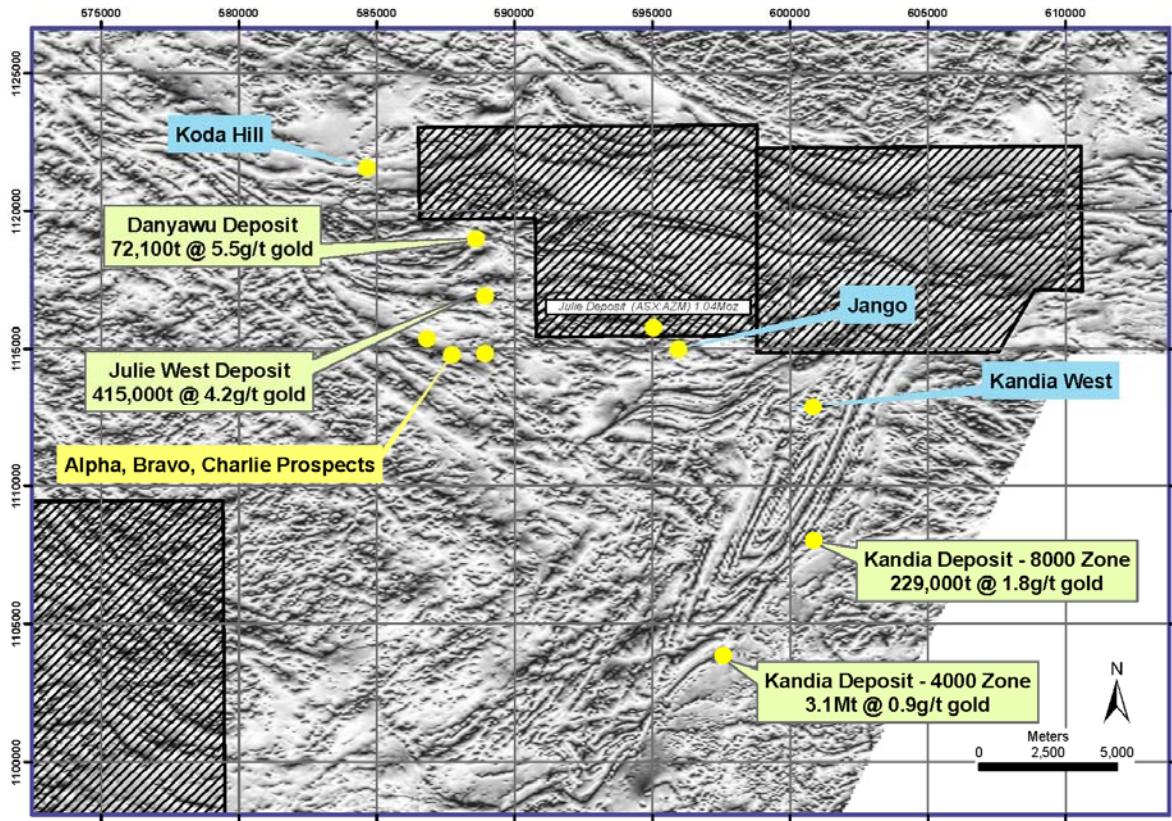 575000 580000 585000 590000 595000 600000 605000 610000
1125000
1120000
1115000
1110000
1105000
1100000
Koda Hill
Danyawu Deposit
72,100t @ 5.5g/t gold
Julie Deposit (ASX:AZM) 1.04Moz
Jango
Julie West Deposit
415,000t @ 4.2g/t gold
Kandia West
Alpha, Bravo, Charlie Prospects
Kandia Deposit - 8000 Zone
229,000t @ 1.8g/t gold
Kandia Deposit - 4000 Zone
3.1Mt @ 0.9g/t gold
N
Meters
0 2,500 5,000